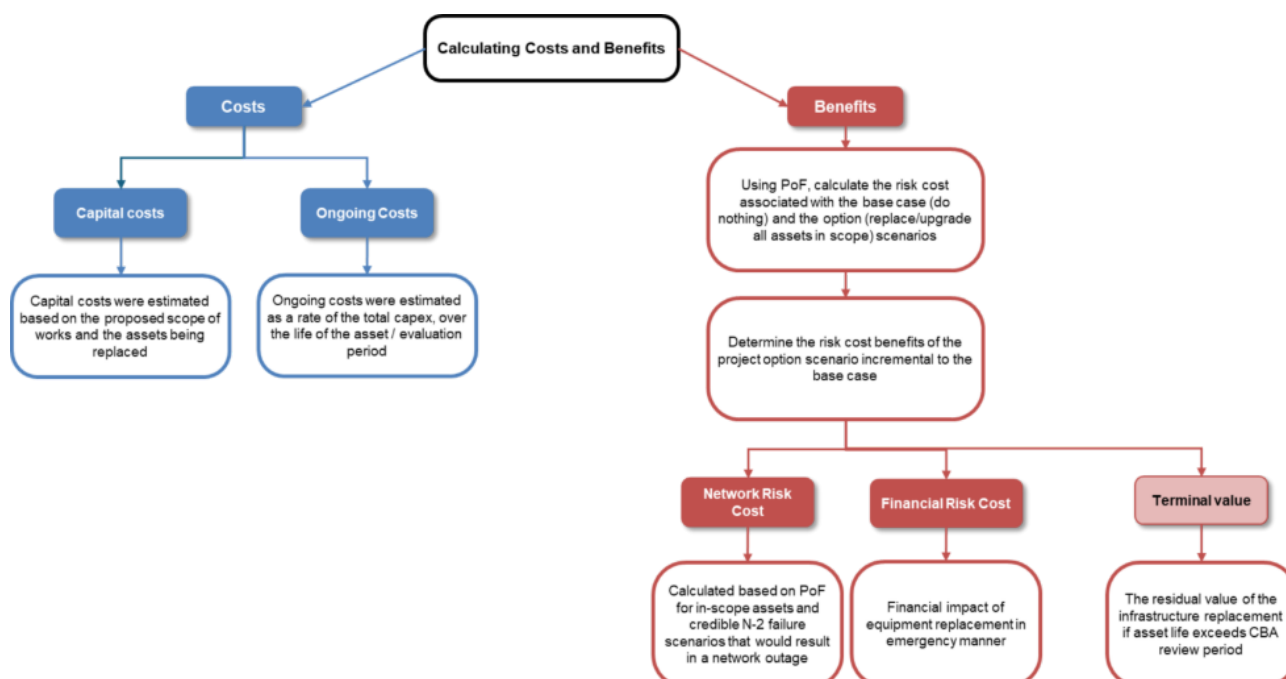 Calculating Costs and Benefits
Costs
Benefits
Capital costs
Ongoing Costs
Capital costs were estimated
based on the proposed scope of
works and the assets being
replaced
Ongoing costs were estimated
as a rate of the total capex, over
the life of the asset / evaluation
period
Using PoF, calculate the risk cost
associated with the base case (do
nothing) and the option (replace/upgrade
all assets in scope) scenarios
Determine the risk cost benefits of the
project option scenario incremental to the
base case
Network Risk
Cost
Financial Risk Cost
Terminal value
Calculated based on PoF
for in-scope assets and
credible N-2 failure
scenarios that would result
in a network outage
Financial impact of
equipment replacement in
emergency manner
The residual value of the
infrastructure replacement
if asset life exceeds CBA
review period